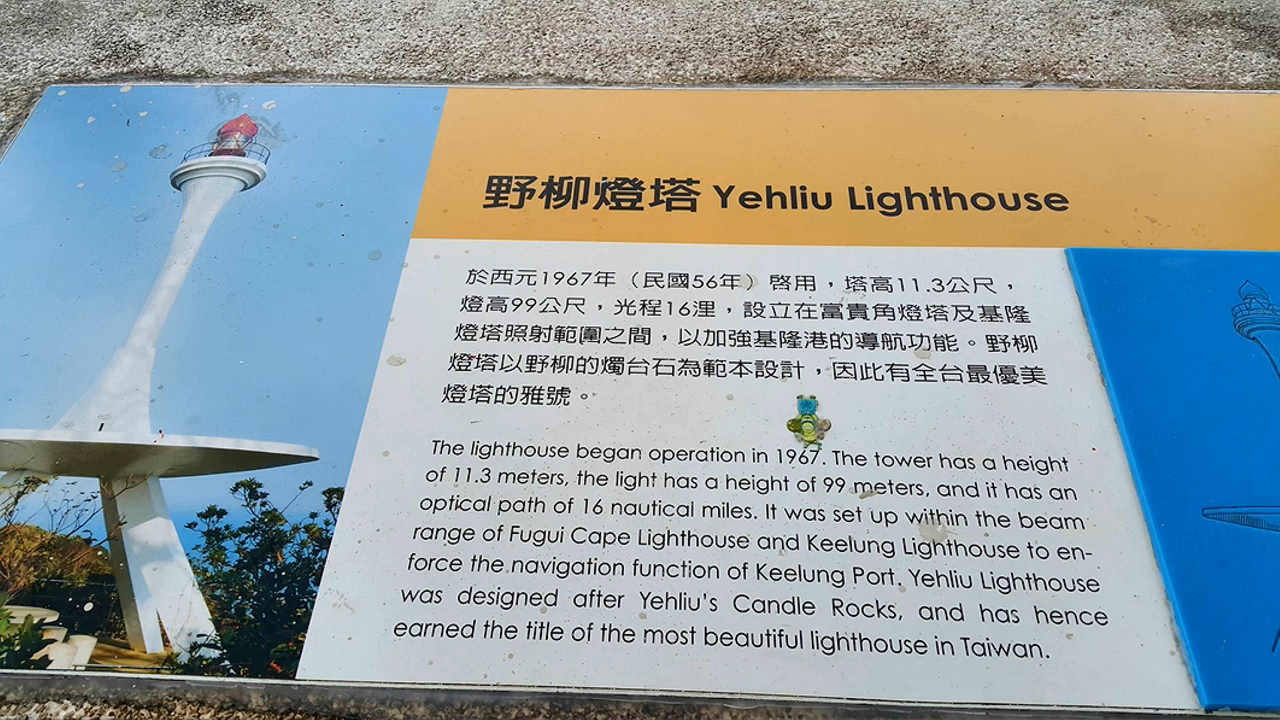 野柳燈塔 Yehliu Lighthouse
於西元1967年（民國56年）啓用，塔高11.3公尺，
燈高99公尺，光程16浬，設立在富貴角燈塔及基隆
燈塔照射範圍之間，以加強基隆港的導航功能。野柳
燈塔以野柳的燭台石為範本設計，因此有全台最優美
燈塔的雅號。
The lighthouse began operation in 1967. The tower has a height
of 11.3 meters, the light has a height of 99 meters, and it has an
optical path of 16 nautical miles. It was set up within the beam
range of Fugui Cape Lighthouse and Keelung Lighthouse to en-
force the navigation function of Keelung Port. Yehliu Lighthouse
was designed after Yehliu's Candle Rocks, and has hence
earned the title of the most beautiful lighthouse in Taiwan.